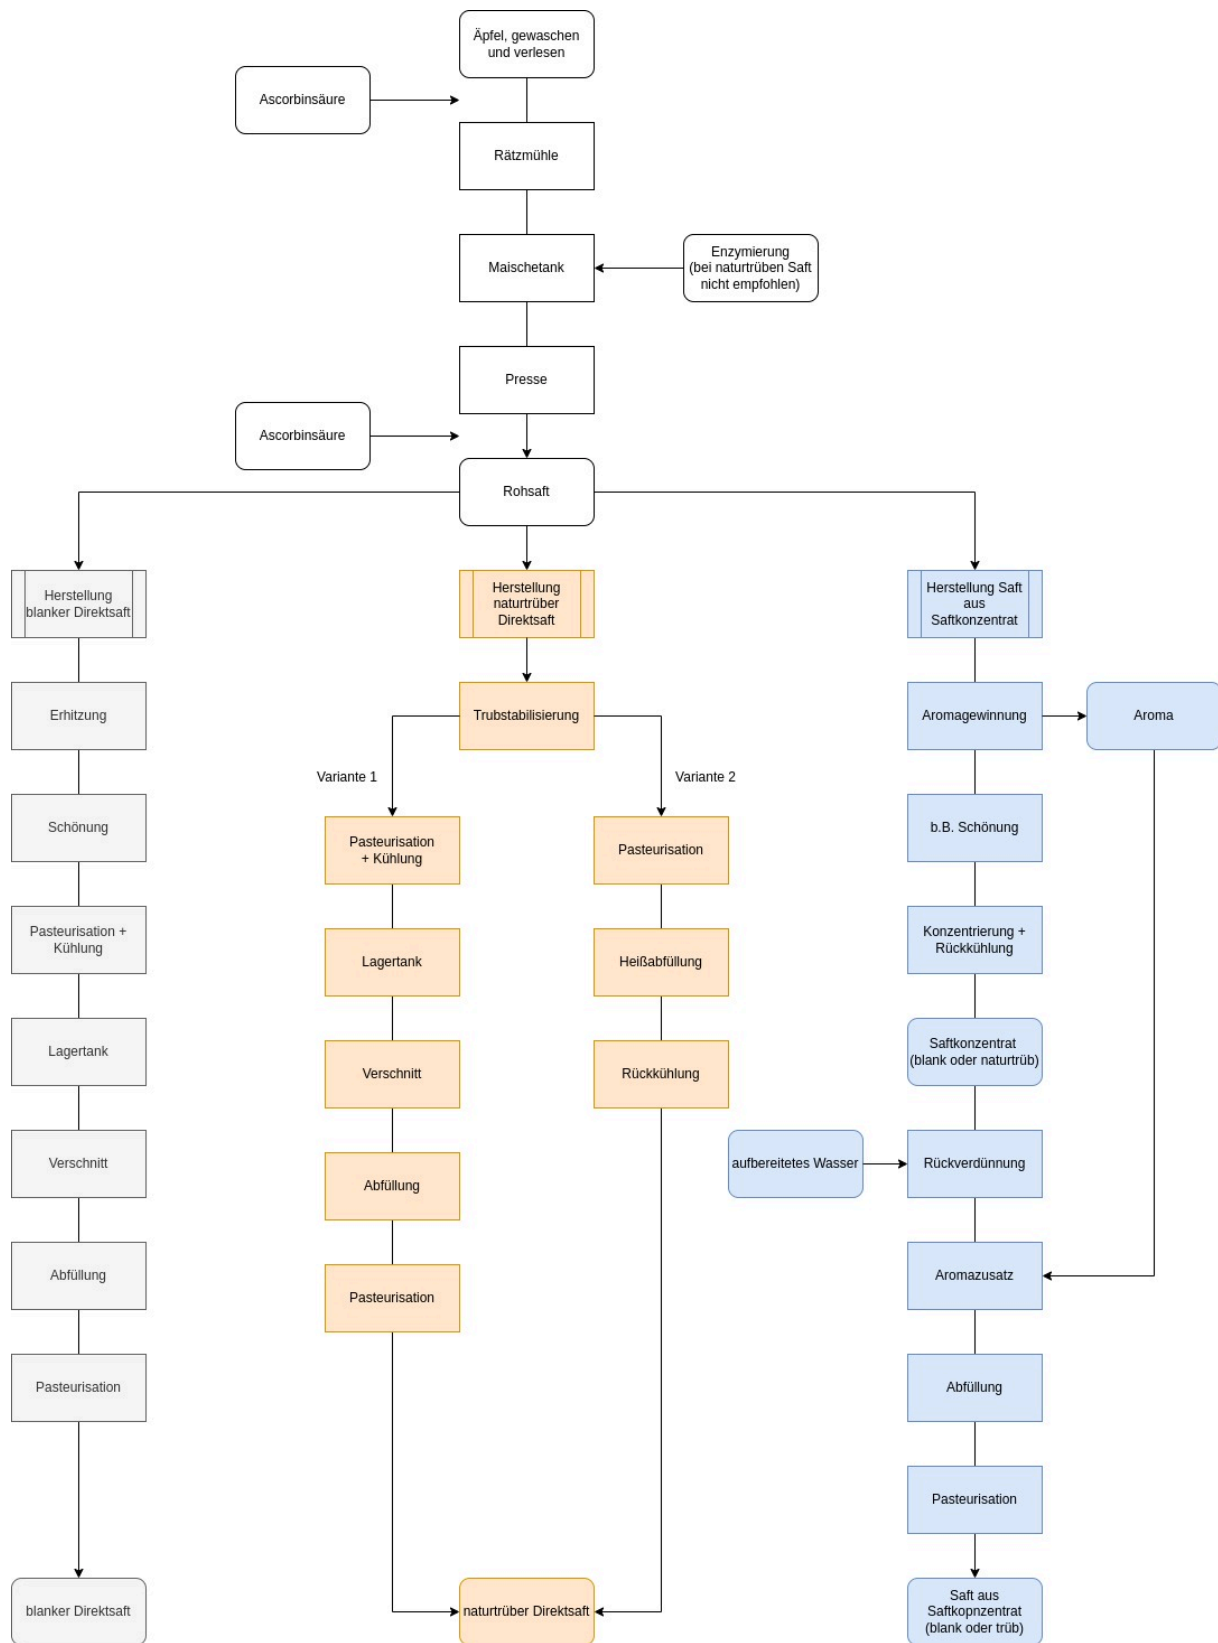 Äpfel, gewaschen
und verlesen
Ascorbinsäure
Rätzmühle
Enzymierung
(bei naturtrüben Saft
nicht empfohlen)
Maischetank
Presse
Ascorbinsäure
Rohsaft
Herstellung
blanker Direktsaft
Herstellung
naturtrüber
Direktsaft
Herstellung Saft
aus
Saftkonzentrat
Erhitzung
Trubstabilisierung
Aromagewinnung
Aroma
Variante 1
Variante 2
Schönung
Pasteurisation
+ Kühlung
Pasteurisation
b.B. Schönung
Pasteurisation +
Kühlung
Lagertank
Heißabfüllung
Konzentrierung +
Rückkühlung
Lagertank
Verschnitt
Rückkühlung
Saftkonzentrat
(blank oder naturtrüb)
Verschnitt
Abfüllung
aufbereitetes Wasser
Rückverdünnung
Abfüllung
Pasteurisation
Aromazusatz
Pasteurisation
Abfüllung
Pasteurisation
blanker Direktsaft
naturtrüber Direktsaft
Saft aus
Saftkopnzentrat
(blank oder trüb)